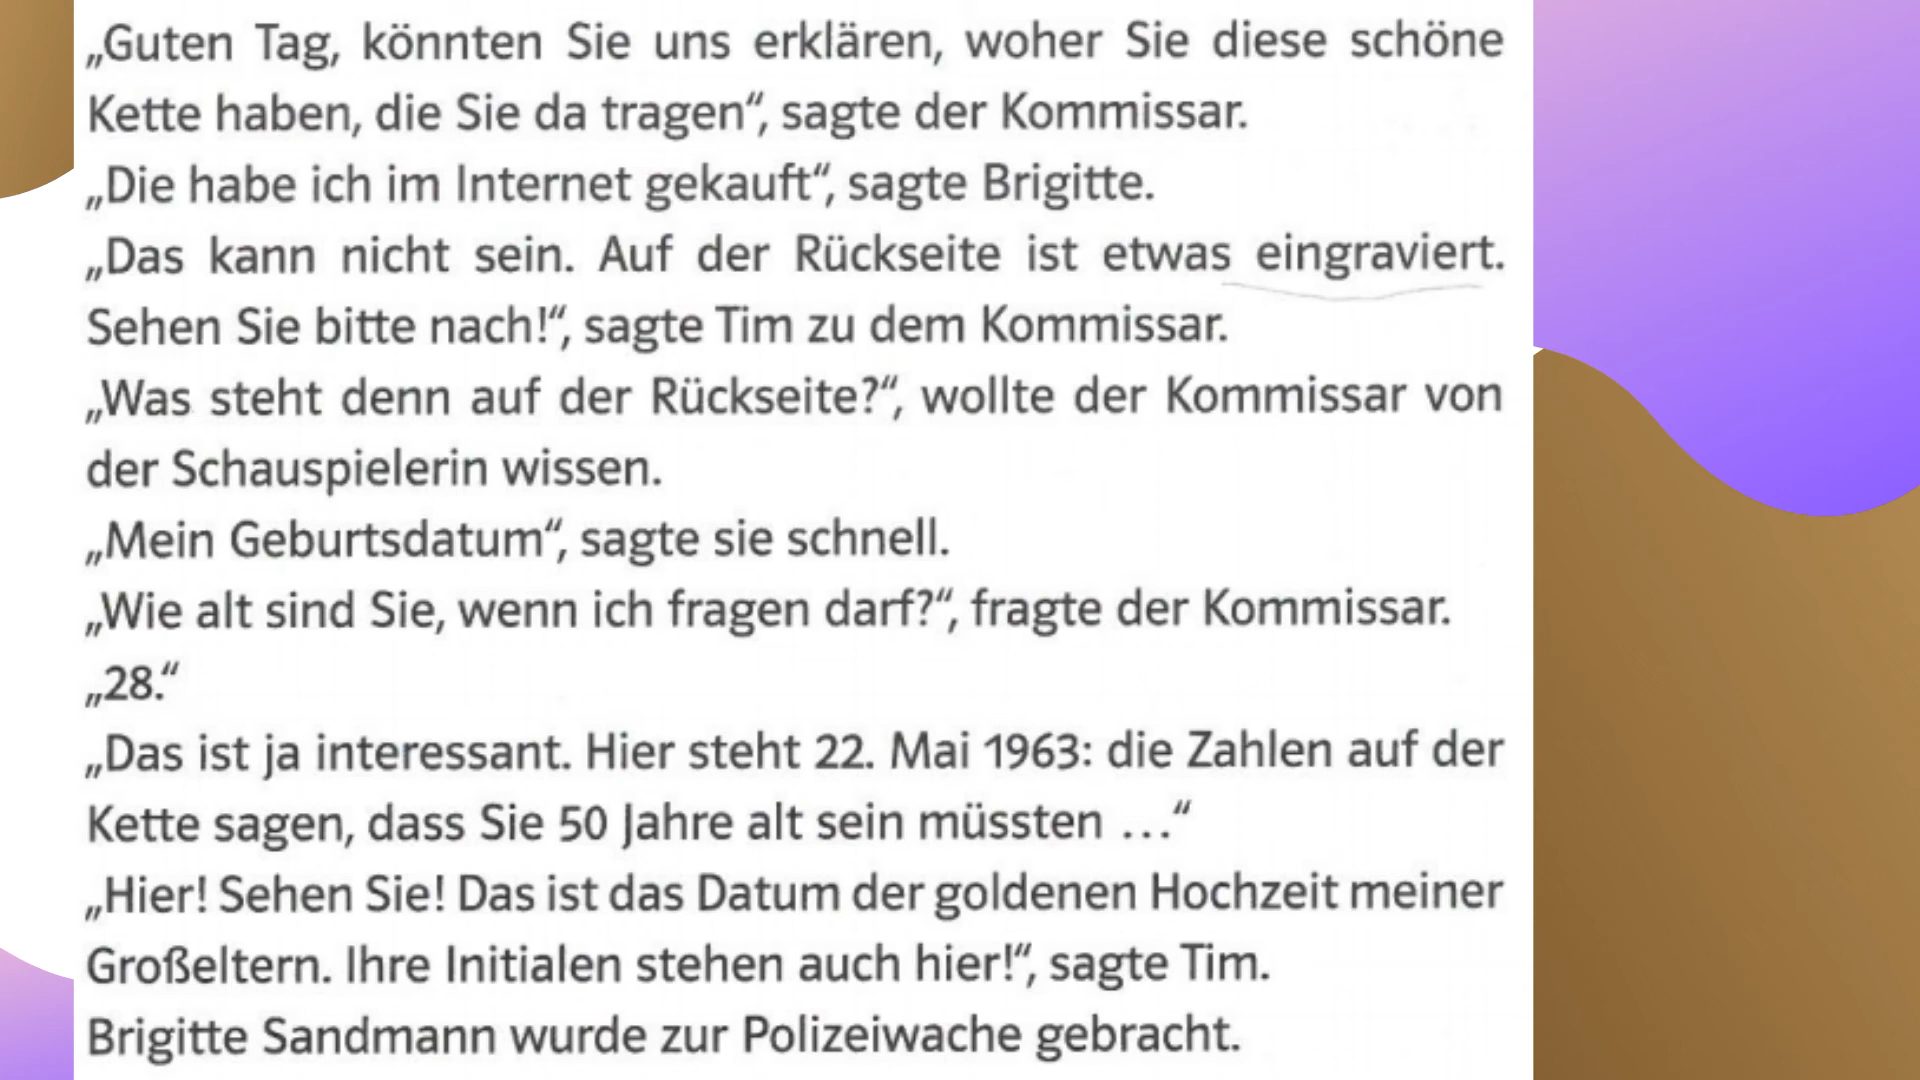 „Guten Tag, könnten Sie uns erklären, woher Sie diese schöne
Kette haben, die Sie da tragen“, sagte der Kommissar.
„Die habe ich im Internet gekauft“, sagte Brigitte.
„Das kann nicht sein. Auf der Rückseite ist etwas eingraviert.
Sehen Sie bitte nach!“, sagte Tim zu dem Kommissar.
„Was steht denn auf der Rückseite?“, wollte der Kommissar von
der Schauspielerin wissen.
„Mein Geburtsdatum“, sagte sie schnell.
„Wie alt sind Sie, wenn ich fragen darf?“, fragte der Kommissar.
„28.“
„Das ist ja interessant. Hier steht 22. Mai 1963: die Zahlen auf der
Kette sagen, dass Sie 50 Jahre alt sein müssten …“
„Hier! Sehen Sie! Das ist das Datum der goldenen Hochzeit meiner
Großeltern. Ihre Initialen stehen auch hier!“, sagte Tim.
Brigitte Sandmann wurde zur Polizeiwache gebracht.